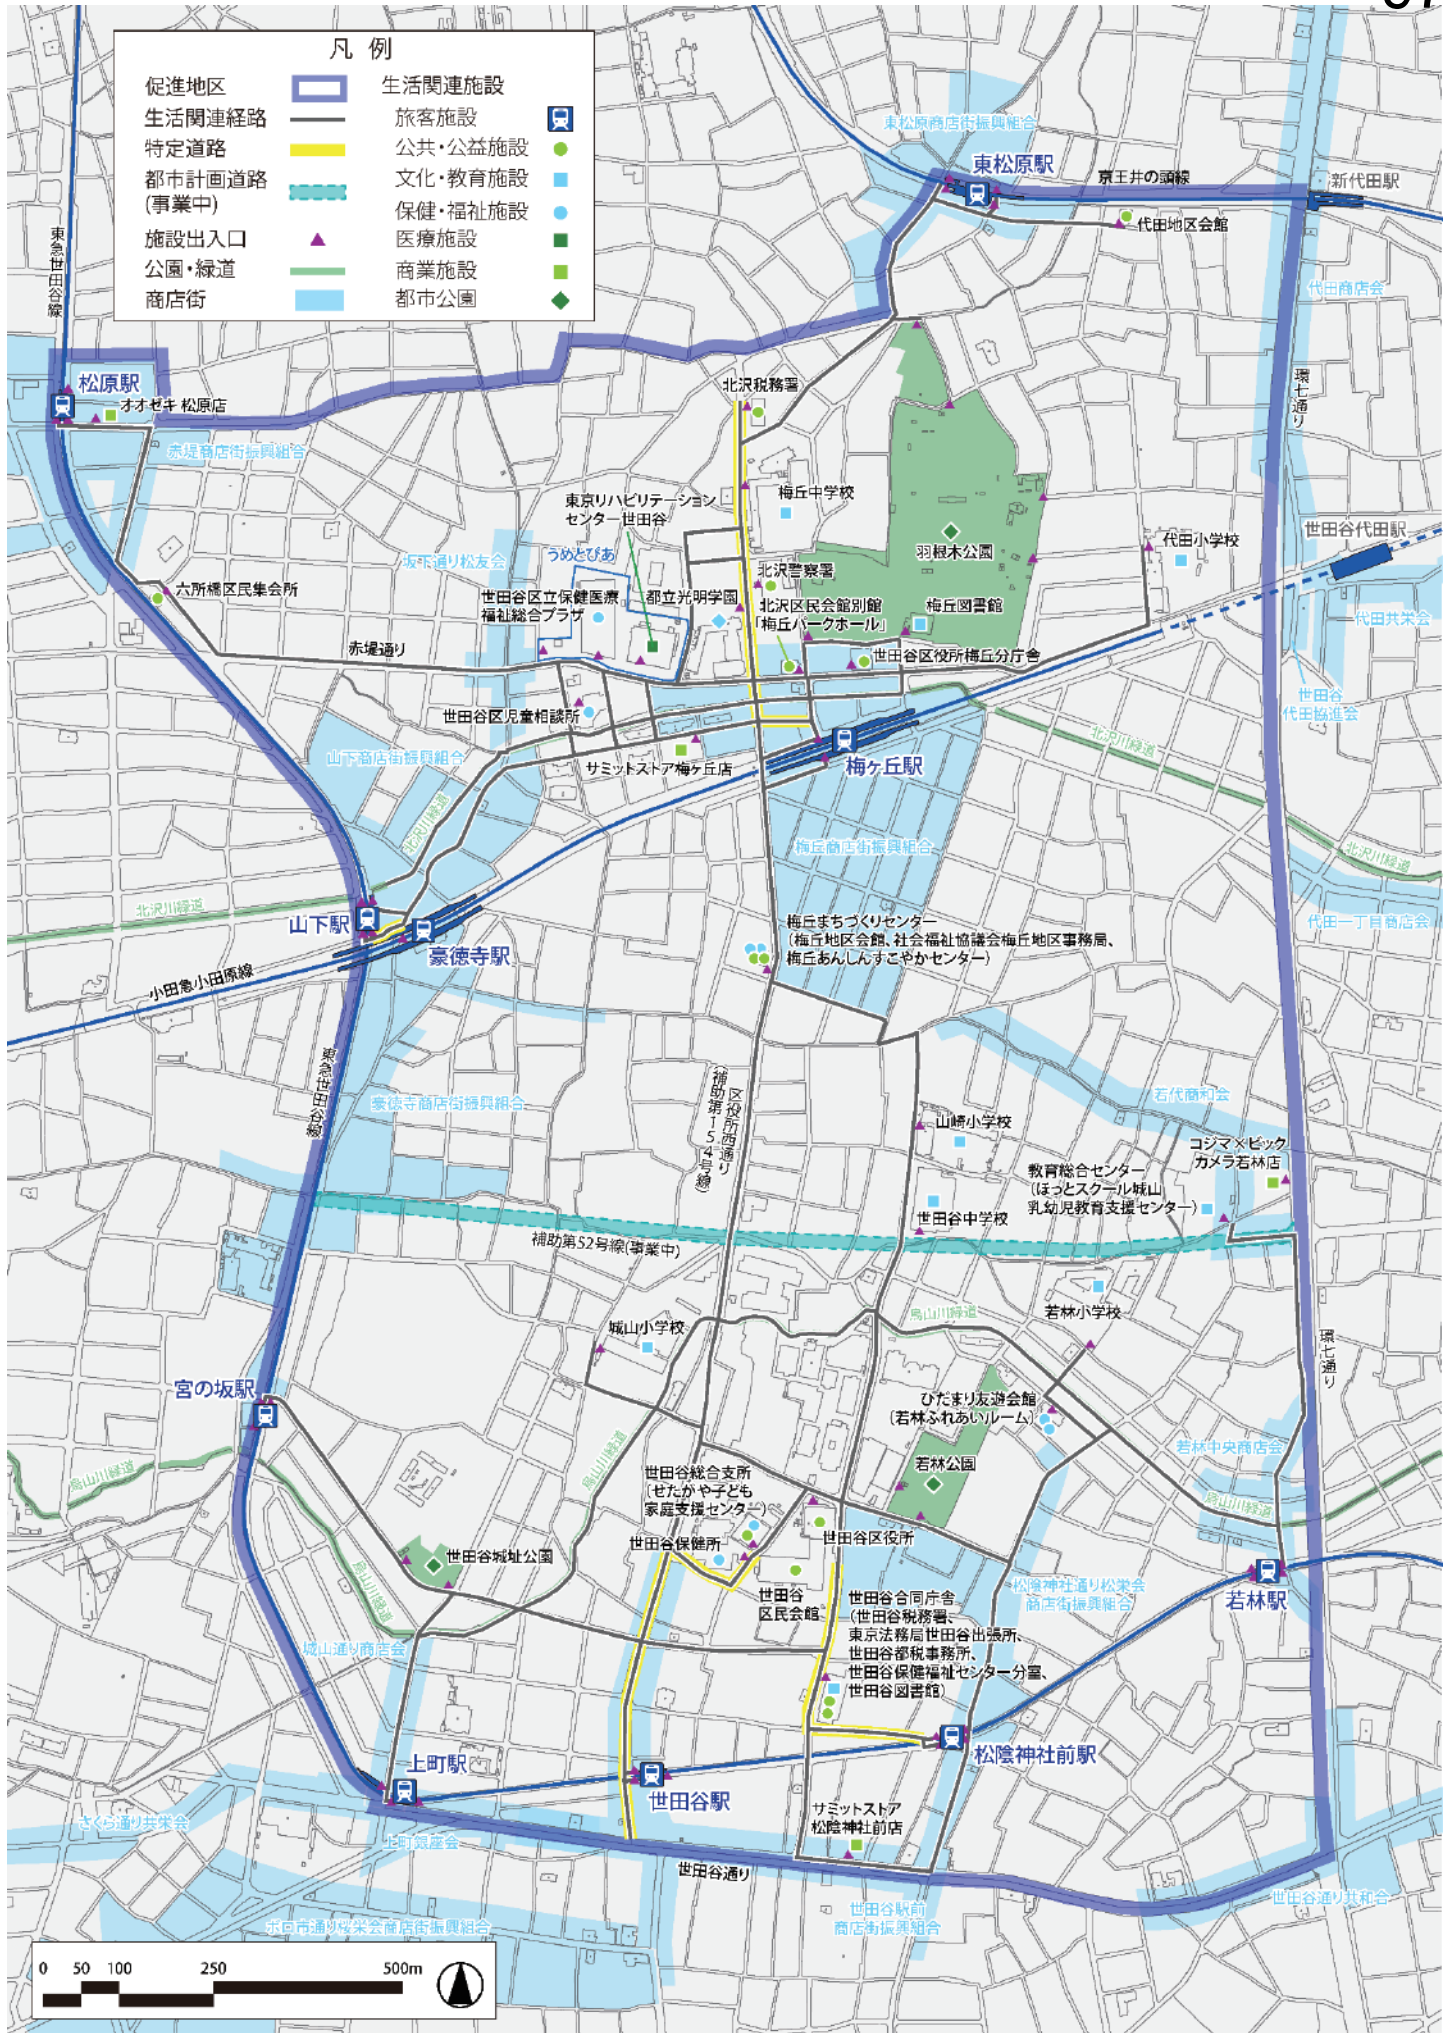 凡 例
促進地区
生活関連経路
特定道路
都市計画道路
(事業中)
施設出入口
公園・緑道
商店街
生活関連施設
旅客施設
公共・公益施設
文化・教育施設
保健・福祉施設
医療施設
商業施設
都市公園
東松原商店街振興組合
東松原駅
京王井の頭線
新代田駅
代田地区会館
代田商店会
東急世田谷線
環七通り
松原駅
オオゼキ 松原店
赤堤商店街振興組合
北沢税務署
東京リハビリテーション
センター世田谷
梅丘中学校
羽根木公園
代田小学校
世田谷代田駅
坂下通り松友会
うめとぴあ
北沢警察署
六所橋区民集会所
世田谷区立保健医療
福祉総合プラザ
都立光明学園
北沢区民会館別館
「梅丘パークホール」
梅丘図書館
代田共栄会
赤堤通り
世田谷区役所梅丘分庁舎
世田谷
代田協進会
世田谷区児童相談所
北沢川緑道
山下商店街振興組合
サミットストア梅ヶ丘店
梅ヶ丘駅
北沢川緑道
梅丘商店街振興組合
北沢川緑道
北沢川緑道
山下駅
豪徳寺駅
梅丘まちづくりセンター
(梅丘地区会館、社会福祉協議会梅丘地区事務局、
梅丘あんしんすこやかセンター)
代田一丁目商店会
小田急小田原線
東急世田谷線
区役所西通り
(補助第154号線)
豪徳寺商店街振興組合
若代商和会
山崎小学校
コジマ×ビック
カメラ若林店
教育総合センター
(ほっとスクール城山
乳幼児教育支援センター)
世田谷中学校
補助第52号線(事業中)
若林小学校
烏山川緑道
城山小学校
環七通り
宮の坂駅
ひだまり友遊会館
(若林ふれあいルーム)
若林中央商店会
烏山川緑道
烏山川緑道
若林公園
世田谷総合支所
(せたがや子ども
家庭支援センター)
烏山川緑道
世田谷区役所
世田谷保健所
世田谷城址公園
烏山川緑道
世田谷
区民会館
世田谷合同庁舎
(世田谷税務署、
東京法務局世田谷出張所、
世田谷都税事務所、
世田谷保健福祉センター分室、
世田谷図書館)
松陰神社通り松栄会
商店街振興組合
若林駅
城山通り商店会
上町駅
松陰神社前駅
世田谷駅
さくら通り共栄会
上町銀座会
サミットストア
松陰神社前店
世田谷通り
世田谷駅前
商店街振興組合
世田谷通り共和会
ボロ市通り桜栄会商店街振興組合
0 50 100 250 500m